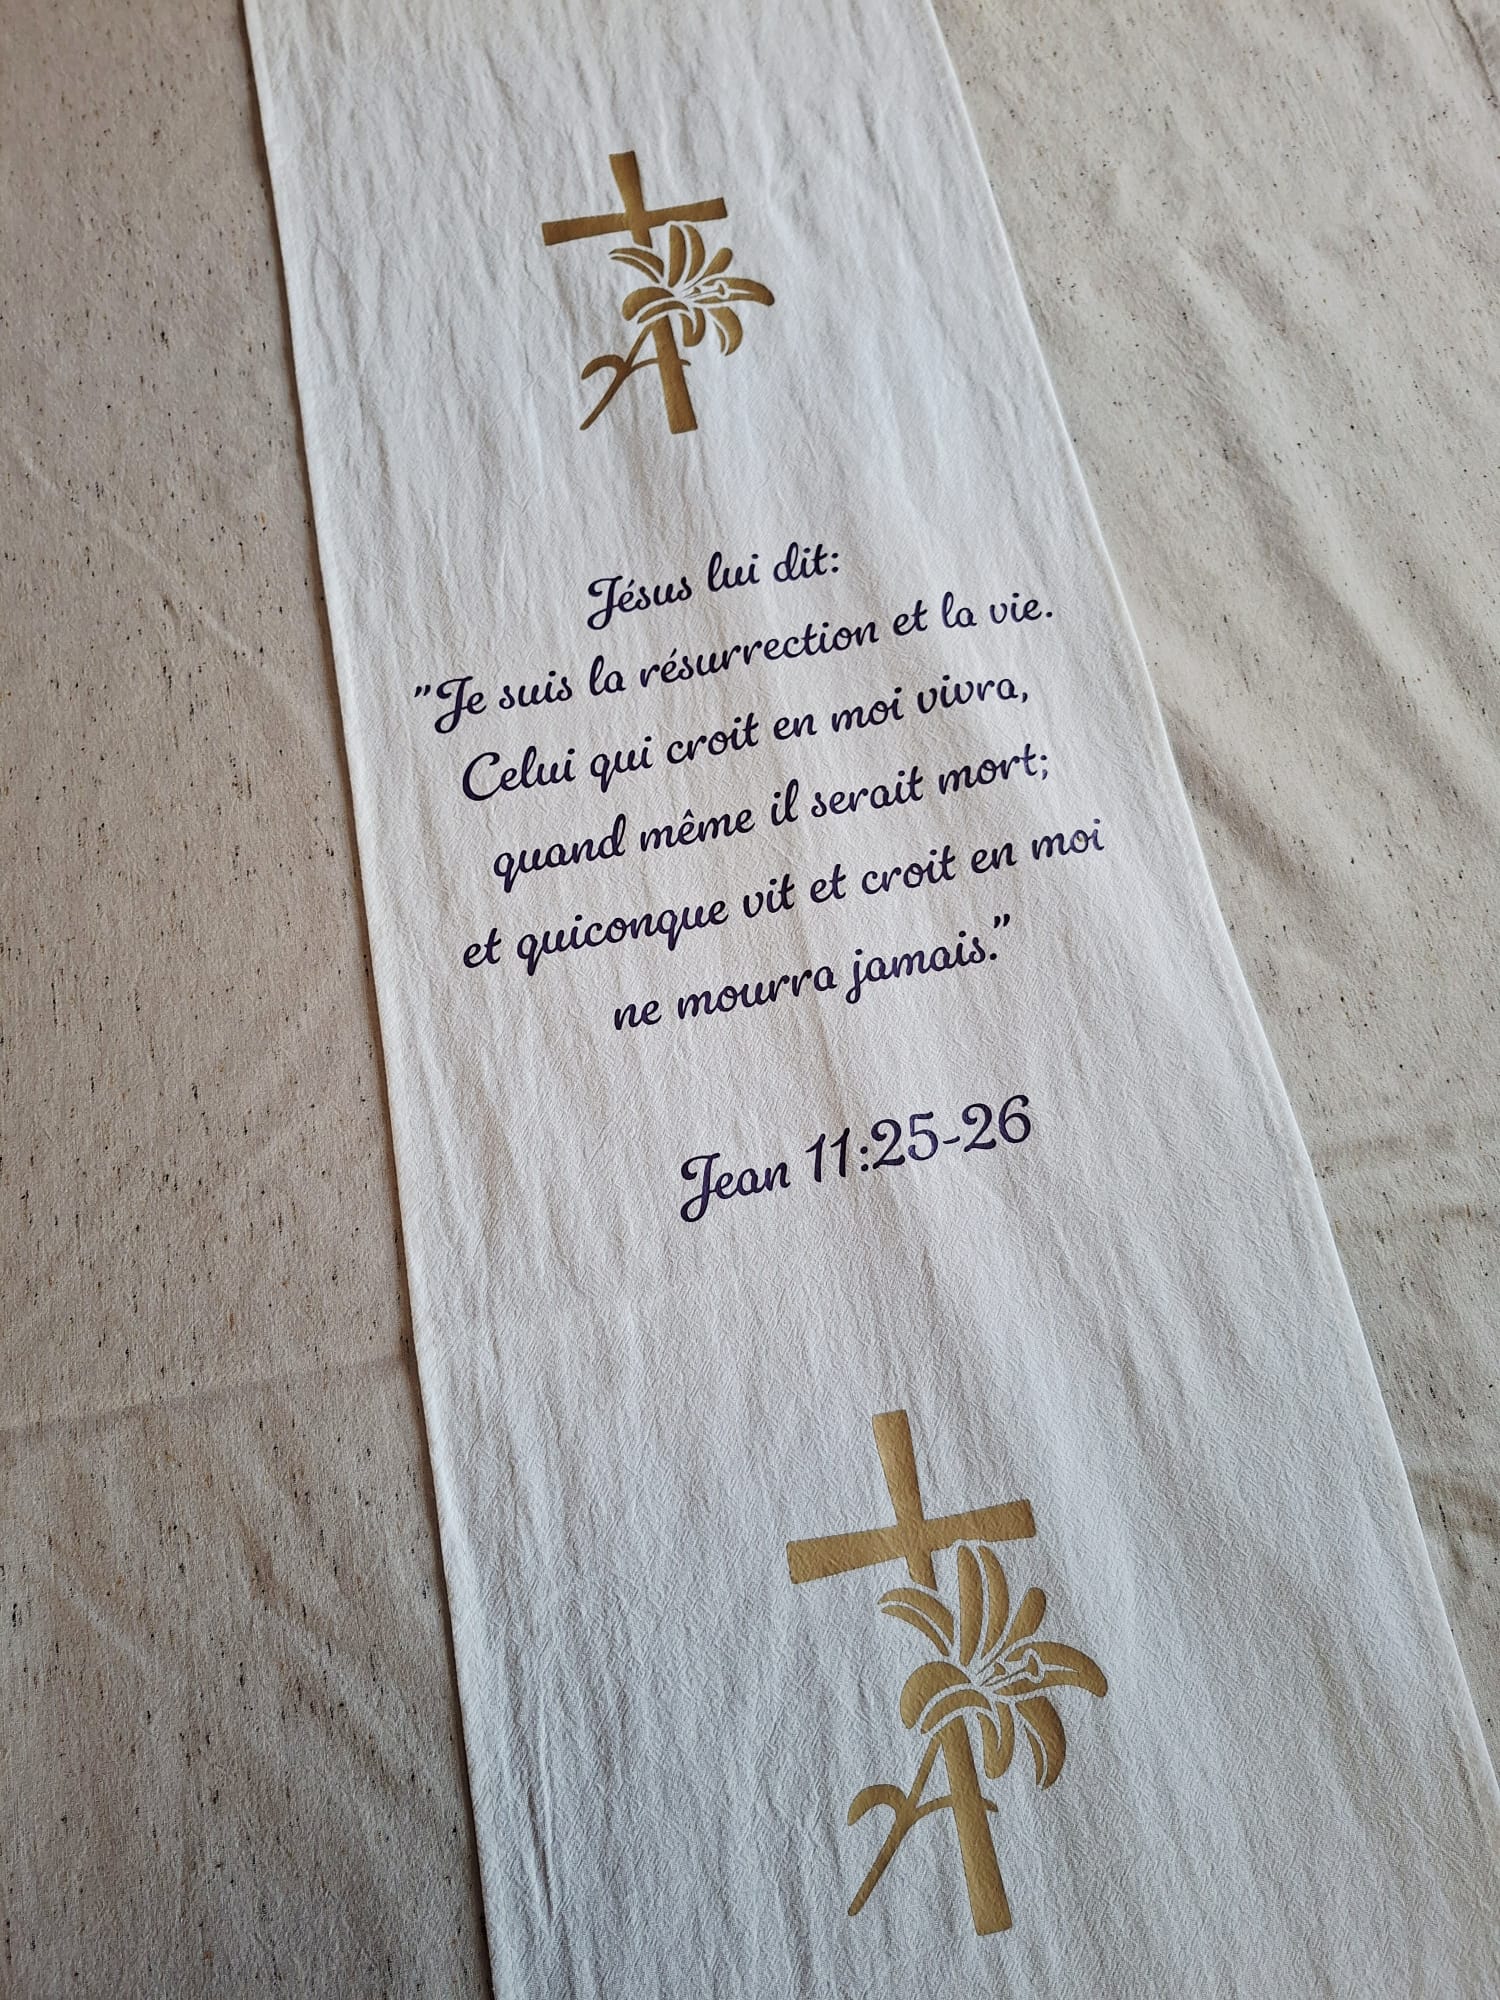 Jésus lui dit:
"Je suis la résurrection et la vie.
Celui qui croit en moi vivra,
quand même il serait mort;
et quiconque vit et croit en moi
ne mourra jamais."
Jean 11:25-26